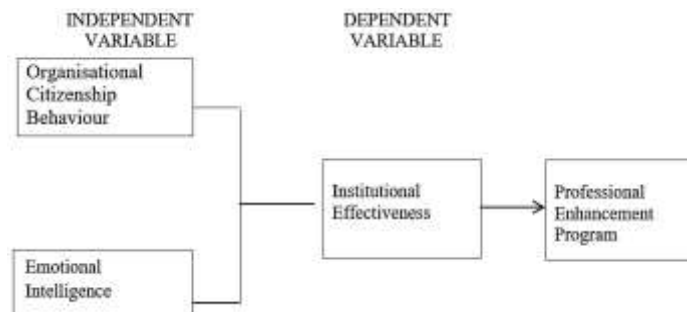 INDEPENDENT
VARIABLE
DEPENDENT
VARIABLE
Organisational
Citizenship
Behaviour
Institutional
Effectiveness
Professional
Enhancement
Program
Emotional
Intelligence